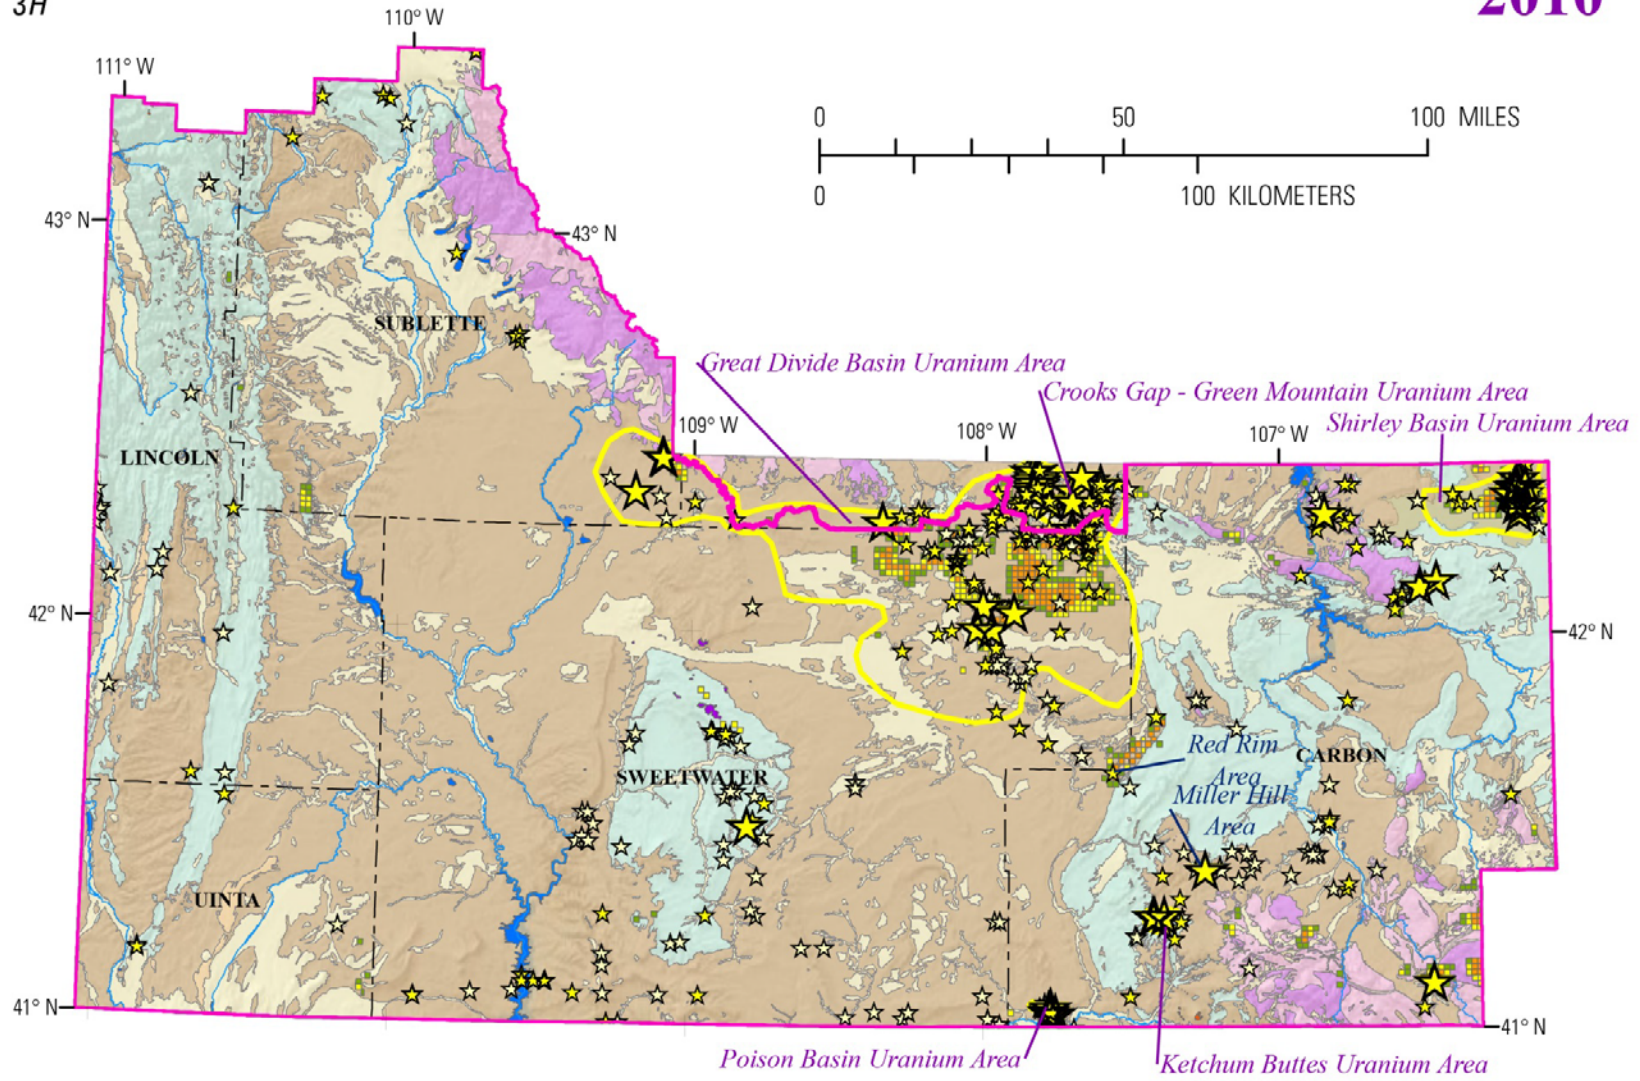 3H
2010
110° W
111° W
0 50 100 MILES
0 100 KILOMETERS
43° N
43° N
SUBLETTE
Great Divide Basin Uranium Area
Crooks Gap - Green Mountain Uranium Area
Shirley Basin Uranium Area
109° W
108° W
107° W
LINCOLN
42° N
42° N
Red Rim
Area
CARBON
SWEETWATER
Miller Hill
Area
UINTA
41° N
41° N
Poison Basin Uranium Area
Ketchum Buttes Uranium Area